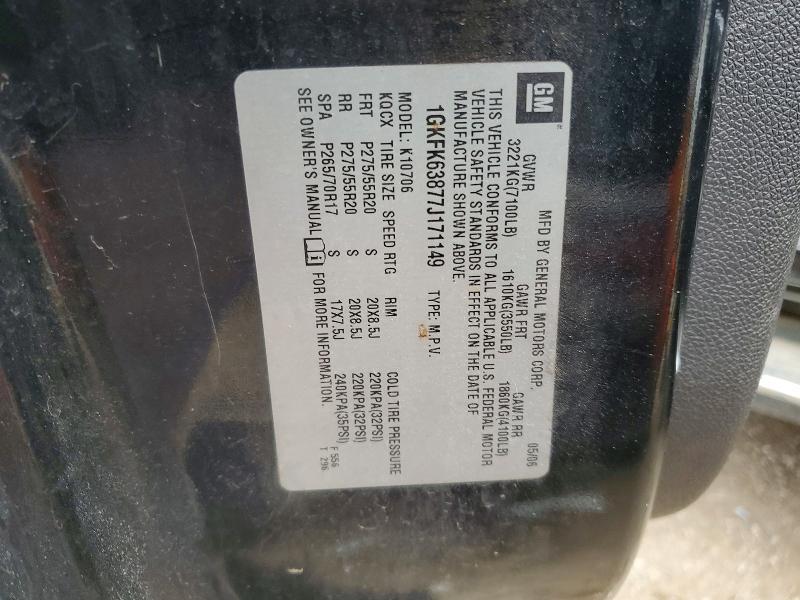 GM
MFD BY GENERAL MOTORS CORP. 05/06
GVWR GAWR FRT GAWR RR
3221KG(7100LB) 1610KG(3550LB) 1860KG(4100LB)
THIS VEHICLE CONFORMS TO ALL APPLICABLE U.S. FEDERAL MOTOR
VEHICLE SAFETY STANDARDS IN EFFECT ON THE DATE OF
MANUFACTURE SHOWN ABOVE.
1GKFK63877J171149 TYPE: M.P.V.
MODEL: K10706
KQCX TIRE SIZE SPEED RTG RIM COLD TIRE PRESSURE
FRT P275/55R20 S 20X8.5J 220KPA(32PSI)
RR P275/55R20 S 20X8.5J 220KPA(32PSI)
SPA P265/70R17 S 17X7.5J 240KPA(35PSI)
SEE OWNER'S MANUAL FOR MORE INFORMATION. F 556
T 296